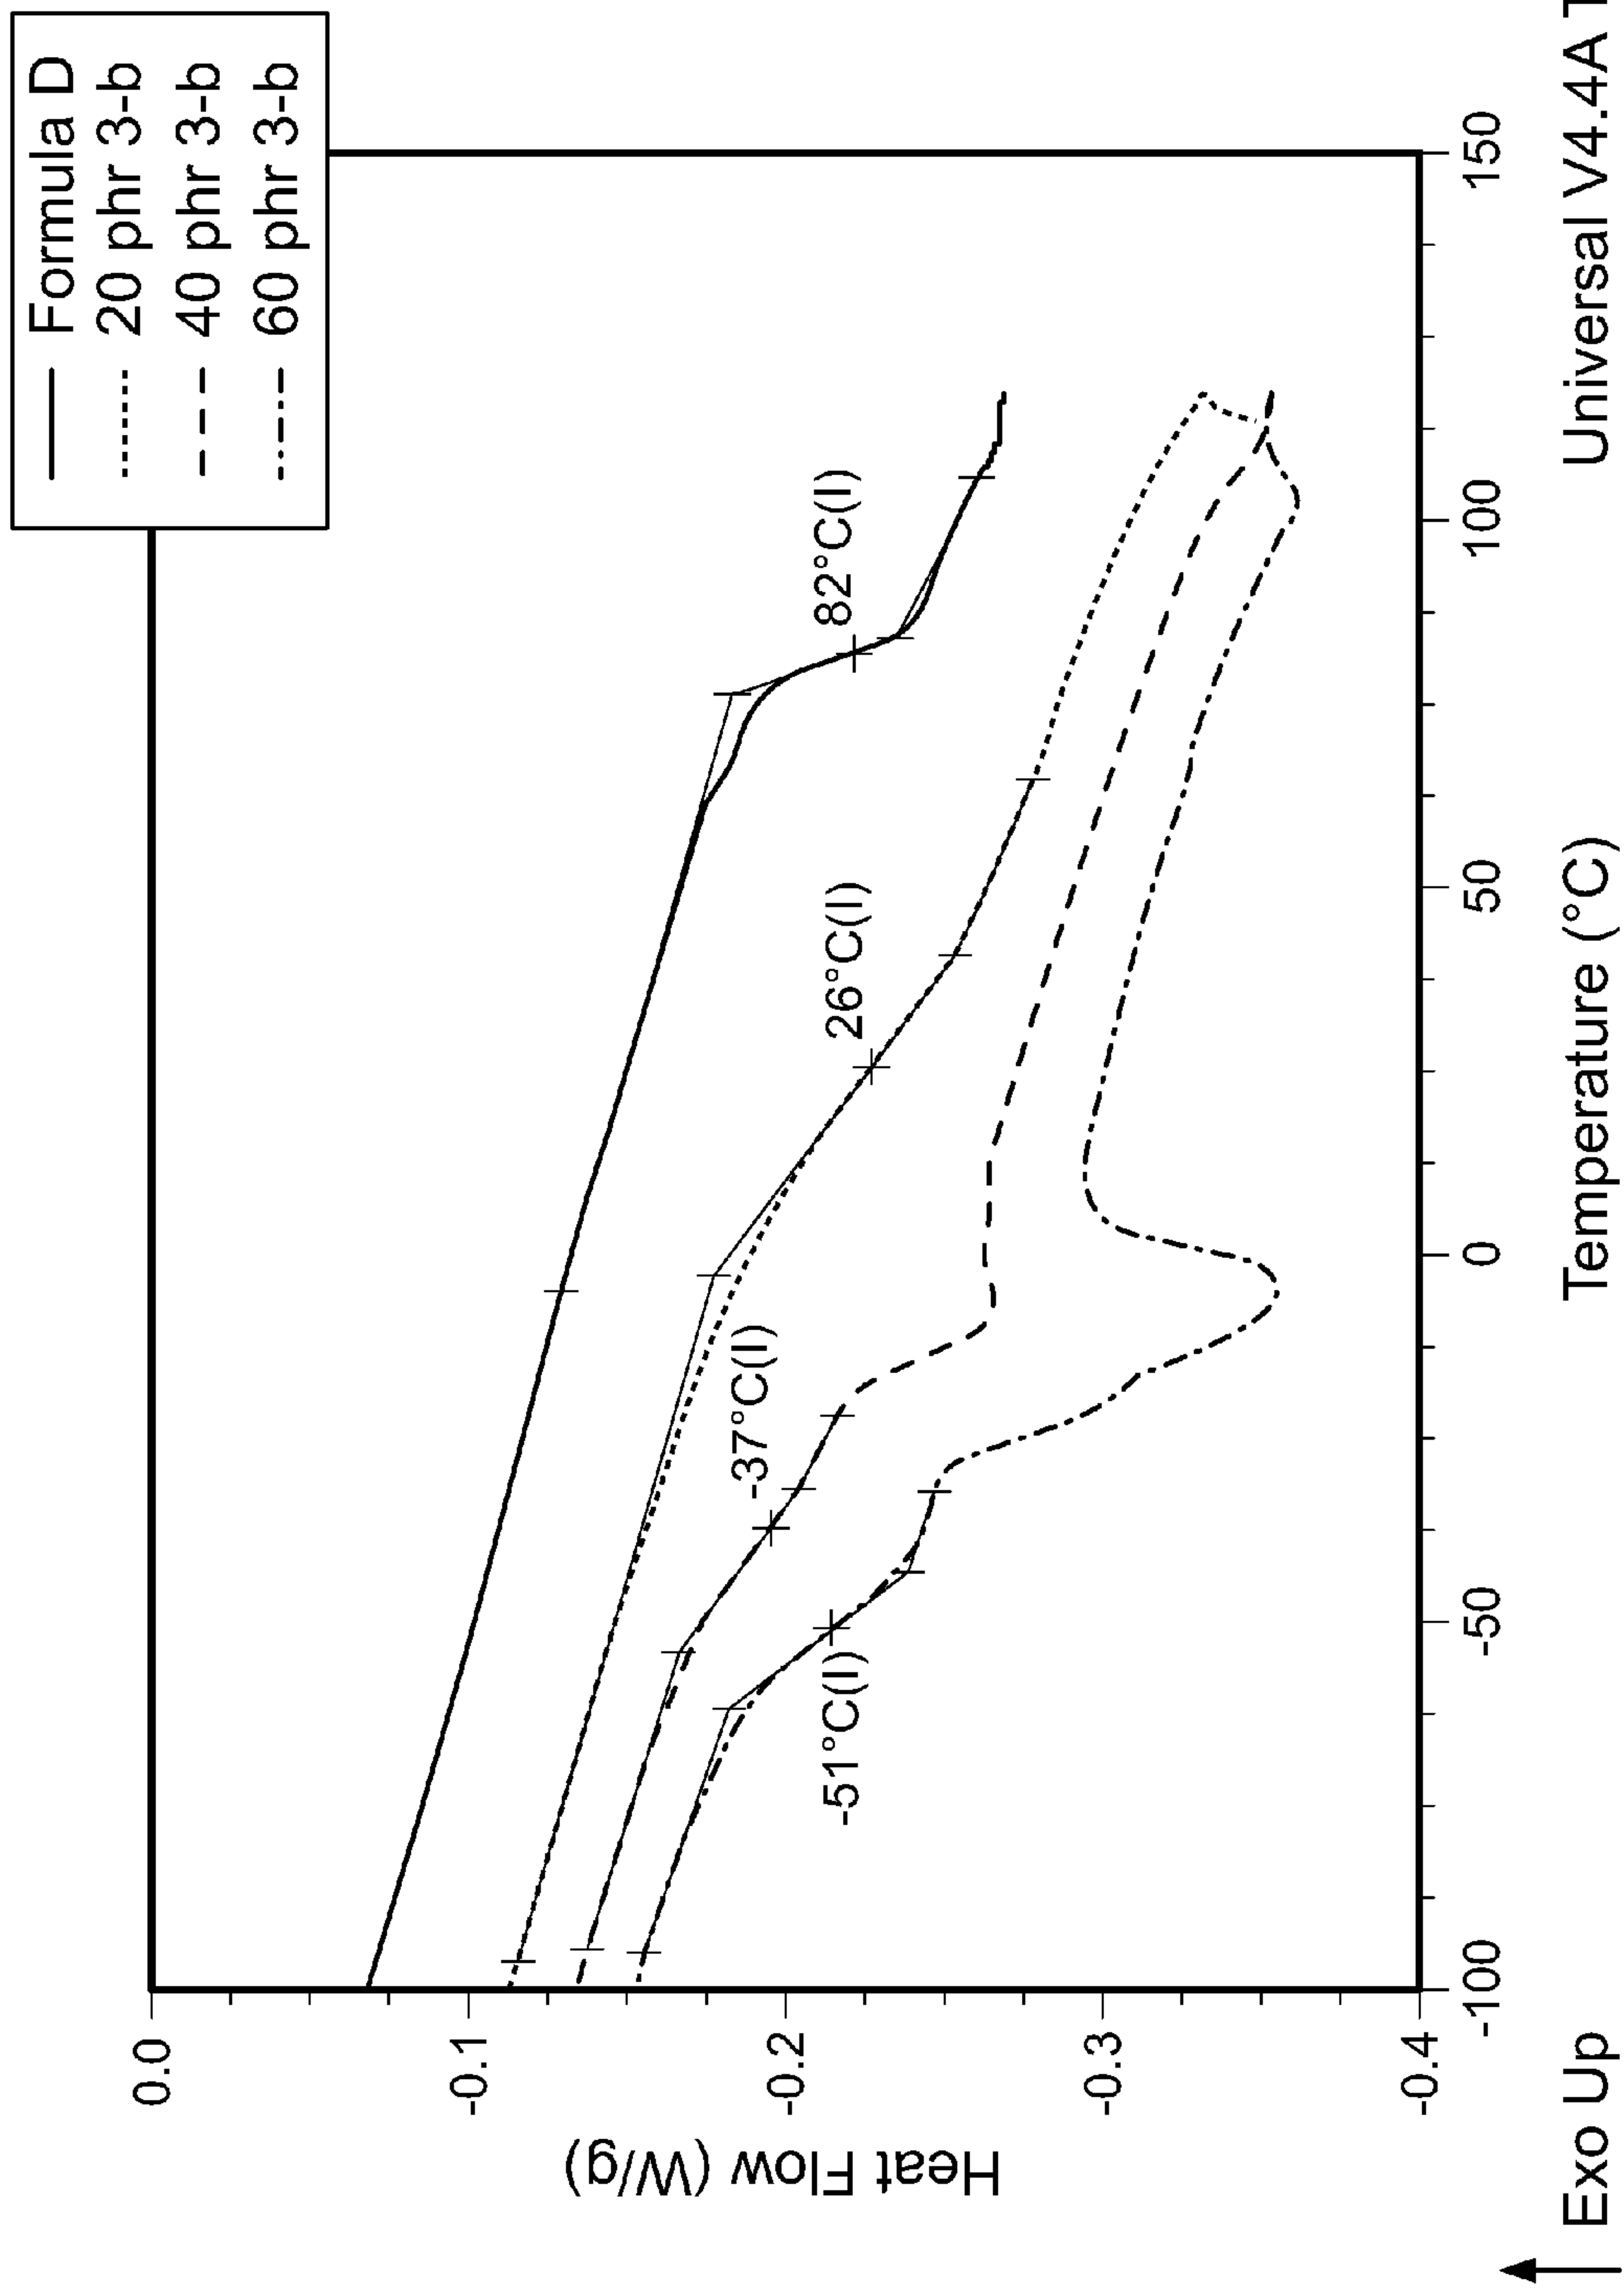 Formula D
20 phr 3-b
40 phr 3-b
60 phr 3-b
0.0
-0.1
-0.2
-0.3
-0.4
Heat Flow (W/g)
82°C(I)
26°C(I)
-37°C(I)
-51°C(I)
-100
-50
0
50
100
150
Exo Up
Temperature (°C)
Universal V4.4A T